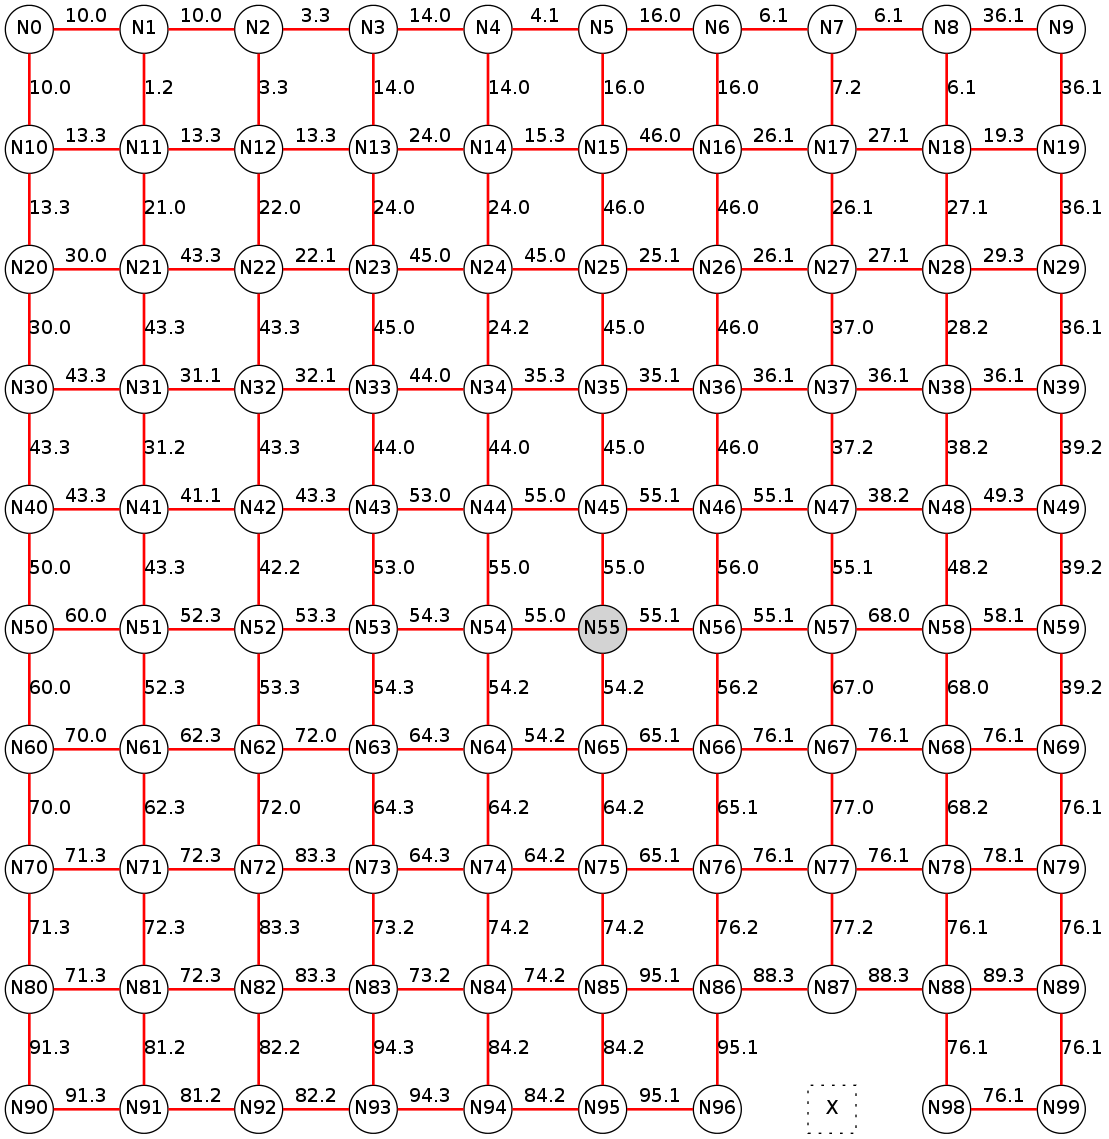 10.0 10.0 3.3 14.0 4.1 16.0 6.1 6.1 36.1
N0 N1 N2 N3 N4 N5 N6 N7 N8 N9
10.0 1.2 3.3 14.0 14.0 16.0 16.0 7.2 6.1 36.1
13.3 13.3 13.3 24.0 15.3 46.0 26.1 27.1 19.3
N10 N11 N12 N13 N14 N15 N16 N17 N18 N19
13.3 21.0 22.0 24.0 24.0 46.0 46.0 26.1 27.1 36.1
30.0 43.3 22.1 45.0 45.0 25.1 26.1 27.1 29.3
N20 N21 N22 N23 N24 N25 N26 N27 N28 N29
30.0 43.3 43.3 45.0 24.2 45.0 46.0 37.0 28.2 36.1
43.3 31.1 32.1 44.0 35.3 35.1 36.1 36.1 36.1
N30 N31 N32 N33 N34 N35 N36 N37 N38 N39
43.3 31.2 43.3 44.0 44.0 45.0 46.0 37.2 38.2 39.2
43.3 41.1 43.3 53.0 55.0 55.1 55.1 38.2 49.3
N40 N41 N42 N43 N44 N45 N46 N47 N48 N49
50.0 43.3 42.2 53.0 55.0 55.0 56.0 55.1 48.2 39.2
60.0 52.3 53.3 54.3 55.0 55.1 55.1 68.0 58.1
N50 N51 N52 N53 N54 N55 N56 N57 N58 N59
60.0 52.3 53.3 54.3 54.2 54.2 56.2 67.0 68.0 39.2
70.0 62.3 72.0 64.3 54.2 65.1 76.1 76.1 76.1
N60 N61 N62 N63 N64 N65 N66 N67 N68 N69
70.0 62.3 72.0 64.3 64.2 64.2 65.1 77.0 68.2 76.1
71.3 72.3 83.3 64.3 64.2 65.1 76.1 76.1 78.1
N70 N71 N72 N73 N74 N75 N76 N77 N78 N79
71.3 72.3 83.3 73.2 74.2 74.2 76.2 77.2 76.1 76.1
71.3 72.3 83.3 73.2 74.2 95.1 88.3 88.3 89.3
N80 N81 N82 N83 N84 N85 N86 N87 N88 N89
91.3 81.2 82.2 94.3 84.2 84.2 95.1 76.1 76.1
91.3 81.2 82.2 94.3 84.2 95.1 76.1
N90 N91 N92 N93 N94 N95 N96 X N98 N99